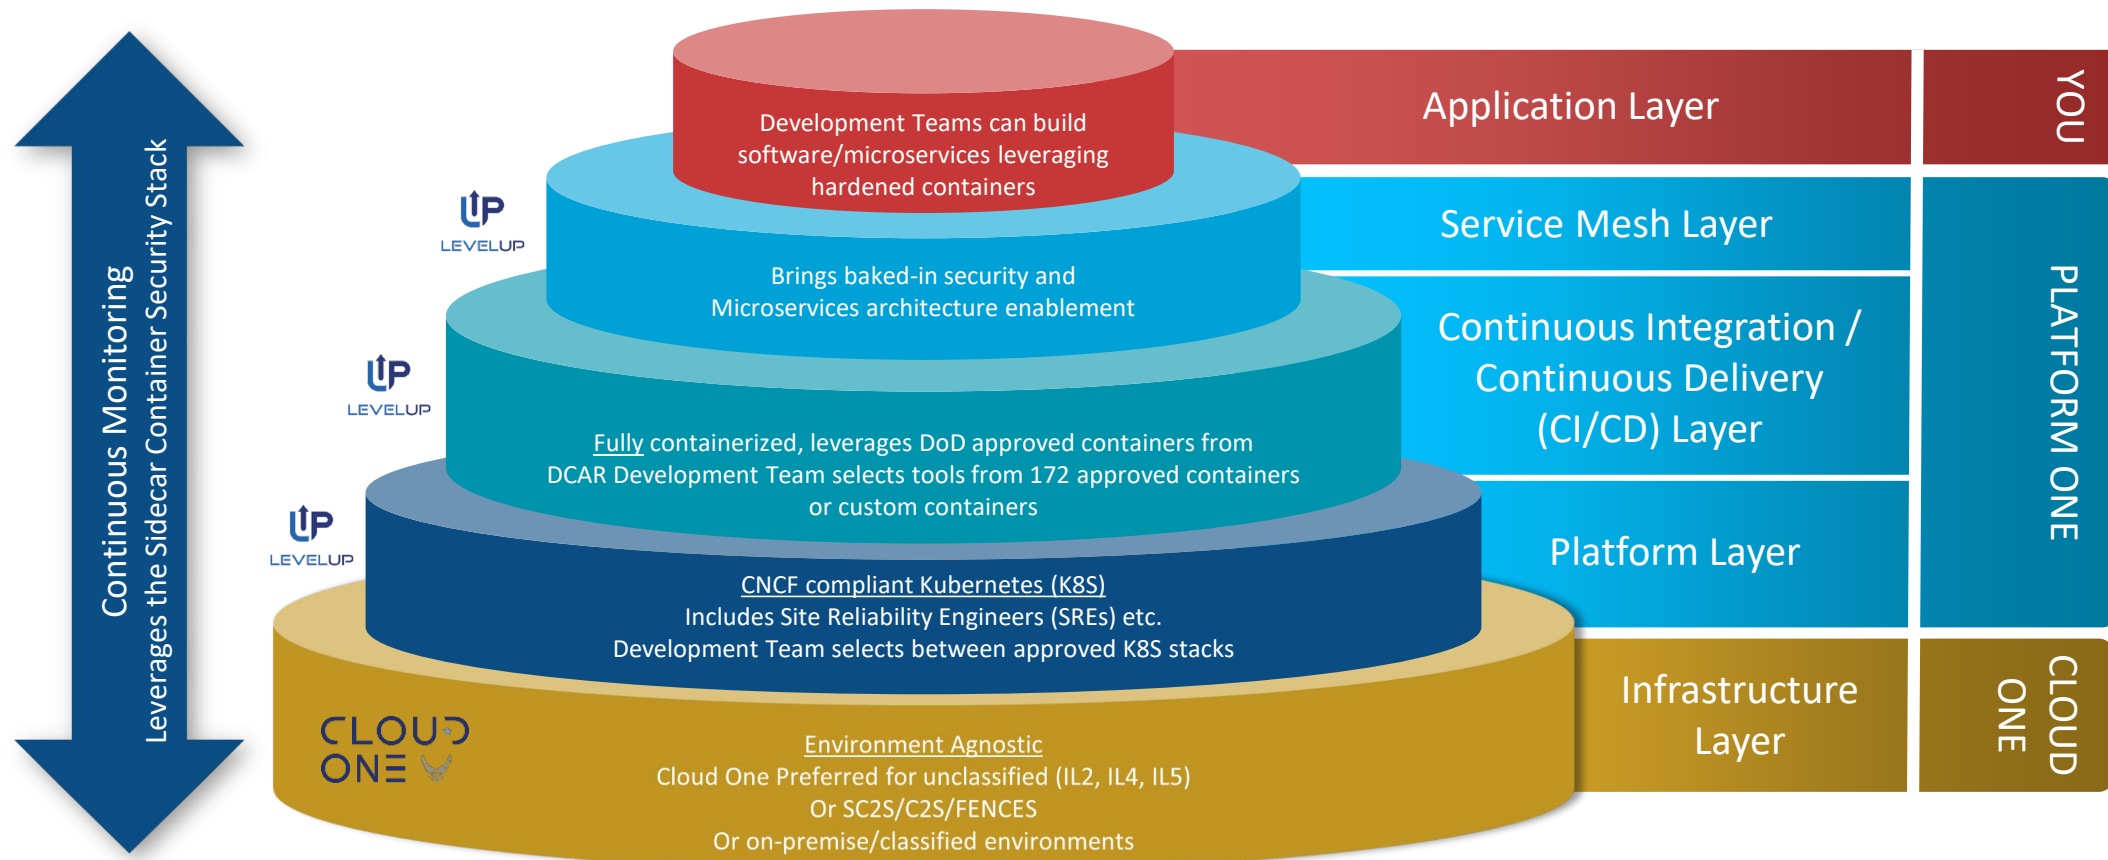 Continuous Monitoring
Leverages the Sidecar Container Security Stack
Development Teams can build
software/microservices leveraging
hardened containers
Application Layer
YOU
UP
LEVELUP
Brings baked-in security and
Microservices architecture enablement
Service Mesh Layer
PLATFORM ONE
UP
LEVELUP
Fully containerized, leverages DoD approved containers from
DCAR Development Team selects tools from 172 approved containers
or custom containers
Continuous Integration /
Continuous Delivery
(CI/CD) Layer
UP
LEVELUP
CNCF compliant Kubernetes (K8S)
Includes Site Reliability Engineers (SREs) etc.
Development Team selects between approved K8S stacks
Platform Layer
CLOUD
ONE
Environment Agnostic
Cloud One Preferred for unclassified (IL2, IL4, IL5)
Or SC2S/C2S/FENCES
Or on-premise/classified environments
Infrastructure
Layer
CLOUD
ONE